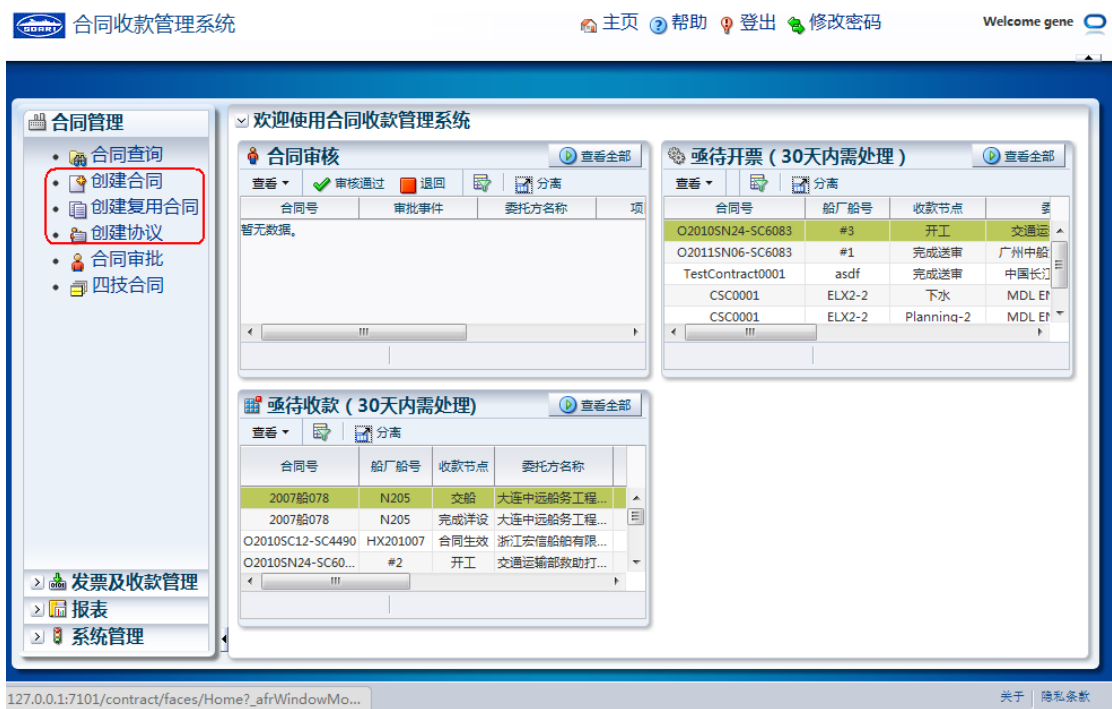 SDARI 合同收款管理系统 主页 帮助 登出 修改密码 Welcome gene
合同管理
合同查询
创建合同
创建复用合同
创建协议
合同审批
四技合同
发票及收款管理
报表
系统管理
欢迎使用合同收款管理系统
合同审核 查看全部
查看 审核通过 退回 分离
合同号 审批事件 委托方名称 项
暂无数据。
亟待开票（30天内需处理） 查看全部
查看 分离
合同号 船厂船号 收款节点
O2010SN24-SC6083 #3 开工 交通运
O2011SN06-SC6083 #1 完成送审 广州中船
TestContract0001 asdf 完成送审 中国长江
CSC0001 ELX2-2 下水 MDL EN
CSC0001 ELX2-2 Planning-2 MDL EN
亟待收款（30天内需处理) 查看全部
查看 分离
合同号 船厂船号 收款节点 委托方名称
2007船078 N205 交船 大连中远船务工程...
2007船078 N205 完成详设 大连中远船务工程...
O2010SC12-SC4490 HX201007 合同生效 浙江宏信船舶有限...
O2010SN24-SC60... #2 开工 交通运输部救助打...
127.0.0.1:7101/contract/faces/Home?_afrWindowMo...
关于 隐私条款